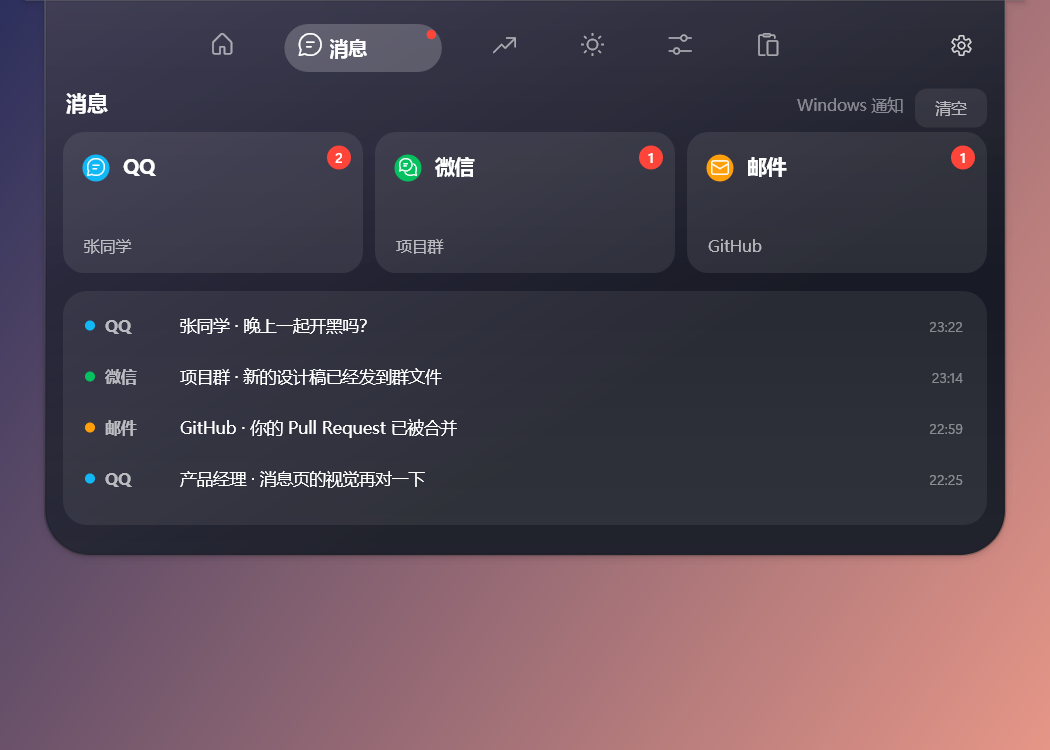 消息
消息
Windows 通知
清空
QQ
2
微信
1
邮件
1
张同学
项目群
GitHub
QQ 张同学 · 晚上一起开黑吗? 23:22
微信 项目群 · 新的设计稿已经发到群文件 23:14
邮件 GitHub · 你的 Pull Request 已被合并 22:59
QQ 产品经理 · 消息页的视觉再对一下 22:25